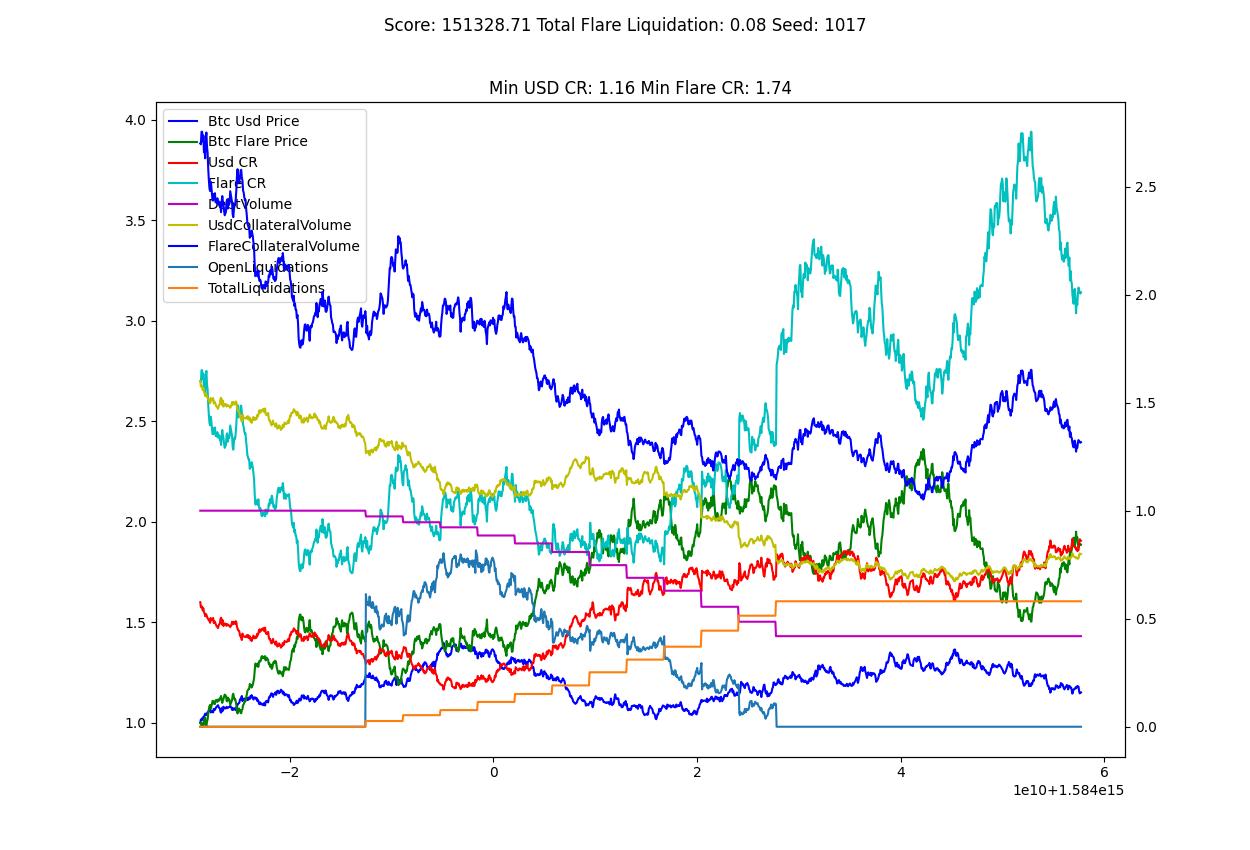 Score: 151328.71 Total Flare Liquidation: 0.08 Seed: 1017
Min USD CR: 1.16 Min Flare CR: 1.74
Btc Usd Price
Btc Flare Price
Usd CR
Flare CR
DebtVolume
UsdCollateralVolume
FlareCollateralVolume
OpenLiquidations
TotalLiquidations
4.0
3.5
3.0
2.5
2.0
1.5
1.0
2.5
2.0
1.5
1.0
0.5
0.0
−2 0 2 4 6
1e10+1.584e15